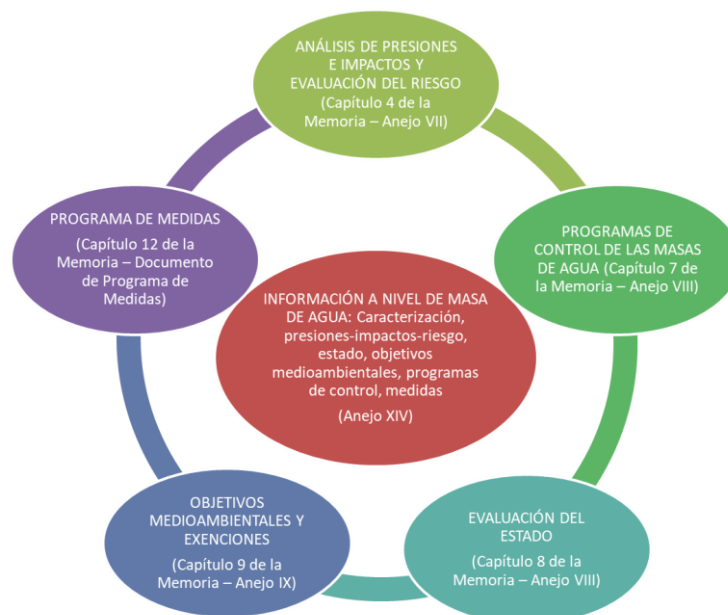 ANÁLISIS DE PRESIONES
E IMPACTOS Y
EVALUACIÓN DEL RIESGO
(Capítulo 4 de la
Memoria – Anejo VII)
PROGRAMAS DE
CONTROL DE LAS MASAS
DE AGUA (Capítulo 7 de
la Memoria – Anejo VIII)
EVALUACIÓN DEL
ESTADO
(Capítulo 8 de la
Memoria – Anejo VIII)
OBJETIVOS
MEDIOAMBIENTALES Y
EXENCIONES
(Capítulo 9 de la
Memoria – Anejo IX)
PROGRAMA DE MEDIDAS
(Capítulo 12 de la
Memoria – Documento
de Programa de
Medidas)
INFORMACIÓN A NIVEL DE MASA
DE AGUA: Caracterización,
presiones-impactos-riesgo,
estado, objetivos
medioambientales, programas
de control, medidas
(Anejo XIV)